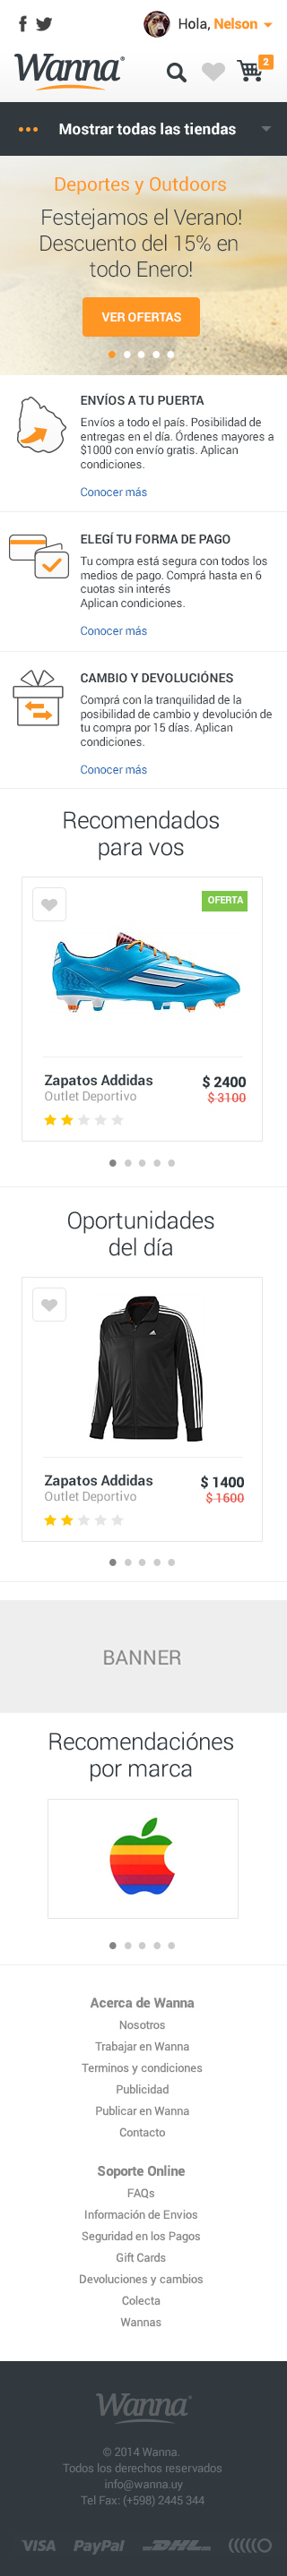 Hola, Nelson
Wanna
2
Mostrar todas las tiendas
Deportes y Outdoors
Festejamos el Verano!
Descuento del 15% en
todo Enero!
VER OFERTAS
ENVÍOS A TU PUERTA
Envíos a todo el país. Posibilidad de
entregas en el día. Órdenes mayores a
$1000 con envío gratis. Aplican
condiciones.
Conocer más
ELEGÍ TU FORMA DE PAGO
Tu compra está segura con todos los
medios de pago. Comprá hasta en 6
cuotas sin interés
Aplican condiciones.
Conocer más
CAMBIO Y DEVOLUCIÓNES
Comprá con la tranquilidad de la
posibilidad de cambio y devolución de
tu compra por 15 días. Aplican
condiciones.
Conocer más
Recomendados
para vos
OFERTA
Zapatos Addidas
$ 2400
Outlet Deportivo
$ 3100
Oportunidades
del día
Zapatos Addidas
$ 1400
Outlet Deportivo
$ 1600
BANNER
Recomendaciónes
por marca
Acerca de Wanna
Nosotros
Trabajar en Wanna
Terminos y condiciones
Publicidad
Publicar en Wanna
Contacto
Soporte Online
FAQs
Información de Envios
Seguridad en los Pagos
Gift Cards
Devoluciones y cambios
Colecta
Wannas
Wanna
© 2014 Wanna.
Todos los derechos reservados
info@wanna.uy
Tel Fax: (+598) 2445 344
VISA PayPal DHL